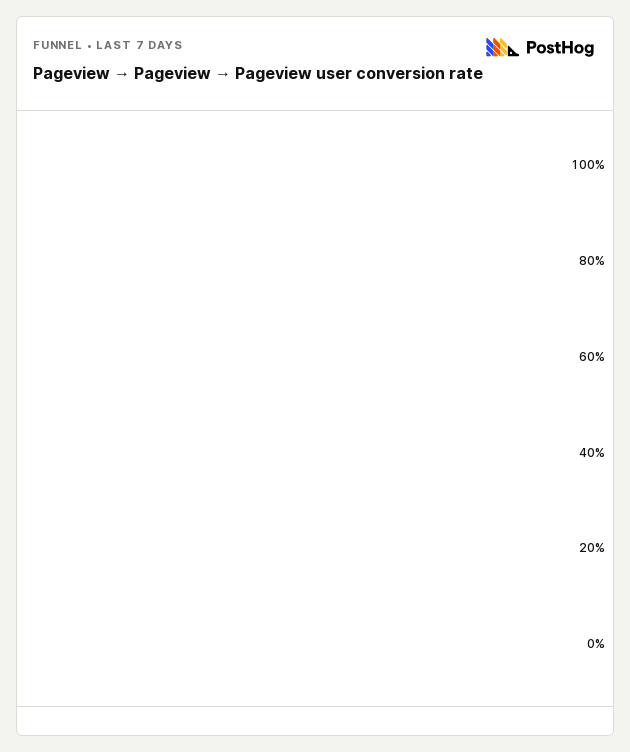 FUNNEL • LAST 7 DAYS
PostHog
Pageview → Pageview → Pageview user conversion rate
100%
80%
60%
40%
20%
0%